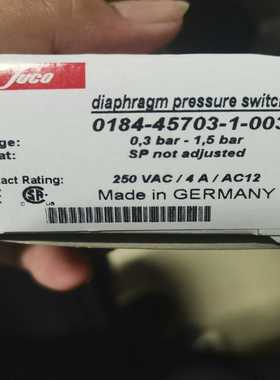 suco
diaphragm pressure switch
0184-45703-1-003
ge: 0,3 bar - 1,5 bar
at: SP not adjusted
act Rating: 250 VAC / 4 A / AC12
Made in GERMANY